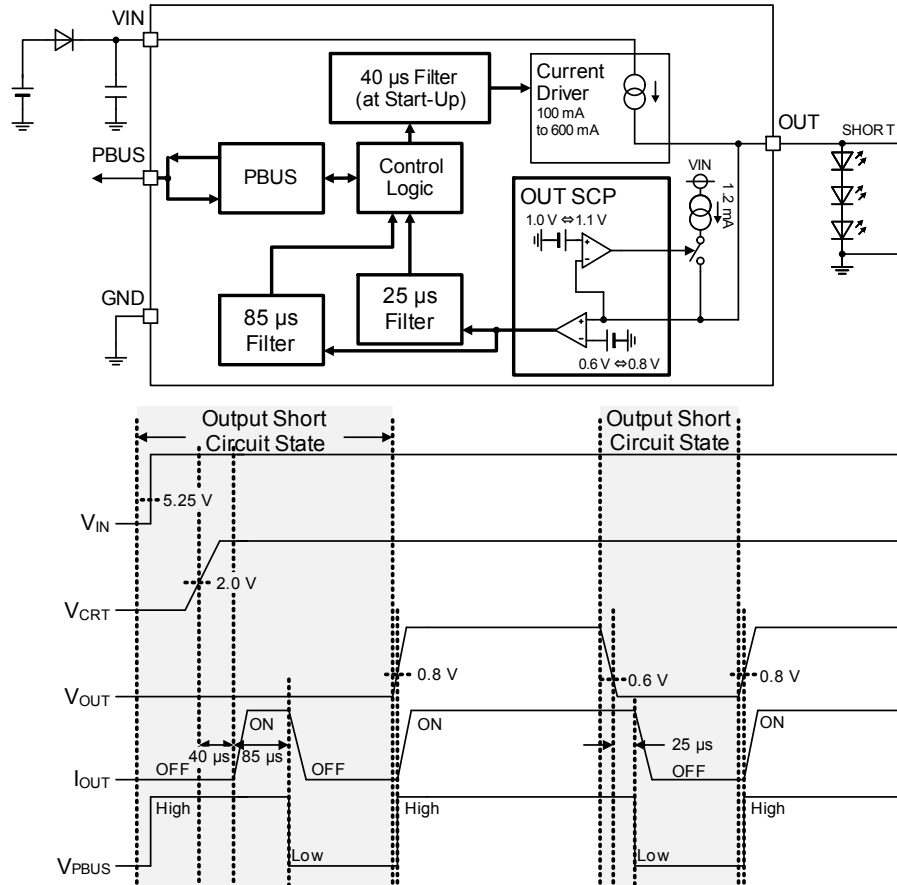 VIN
40 µs Filter
(at Start-Up)
Current
Driver
100 mA
to 600 mA
OUT
SHORT
PBUS
PBUS
Control
Logic
VIN
1.2 mA
OUT SCP
1.0 V ⇔ 1.1 V
+
-
GND
85 µs
Filter
25 µs
Filter
+
-
0.6 V ⇔ 0.8 V
Output Short
Circuit State
Output Short
Circuit State
5.25 V
VIN
2.0 V
VCRT
0.8 V
0.6 V
0.8 V
VOUT
ON
ON
ON
40 µs
85 µs
25 µs
OFF
OFF
OFF
IOUT
High
High
High
Low
Low
VPBUS